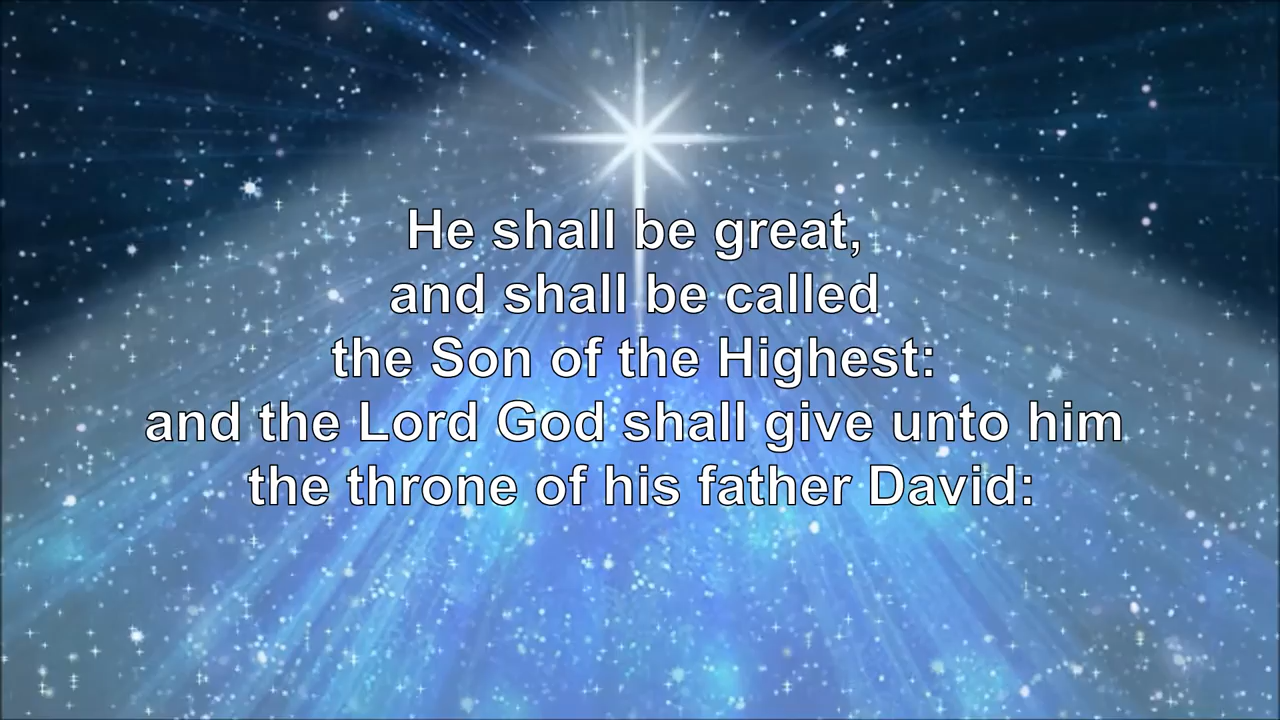 He shall be great,
and shall be called
the Son of the Highest:
and the Lord God shall give unto him
the throne of his father David: